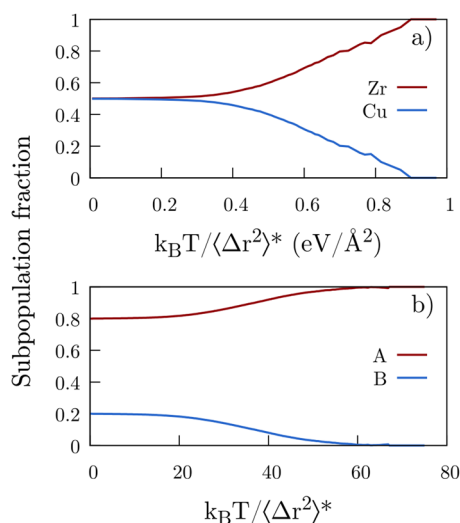 Subpopulation fraction
1
0.8
0.6
0.4
0.2
0
a)
Zr
Cu
0 0.2 0.4 0.6 0.8 1
k_BT/⟨Δr²⟩* (eV/Å²)
1
0.8
0.6
0.4
0.2
0
b)
A
B
0 20 40 60 80
k_BT/⟨Δr²⟩*